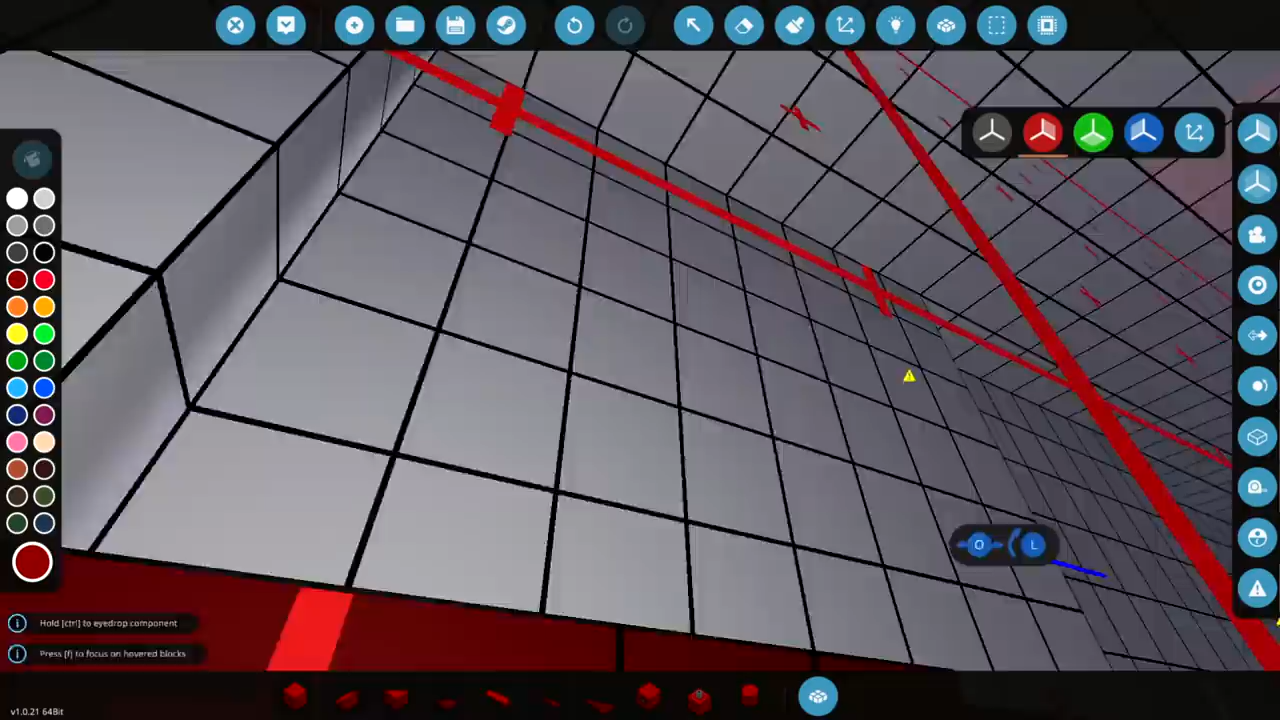 O L
Hold [ctrl] to eyedrop component
Press [f] to focus on hovered blocks
v1.0.21 64Bit